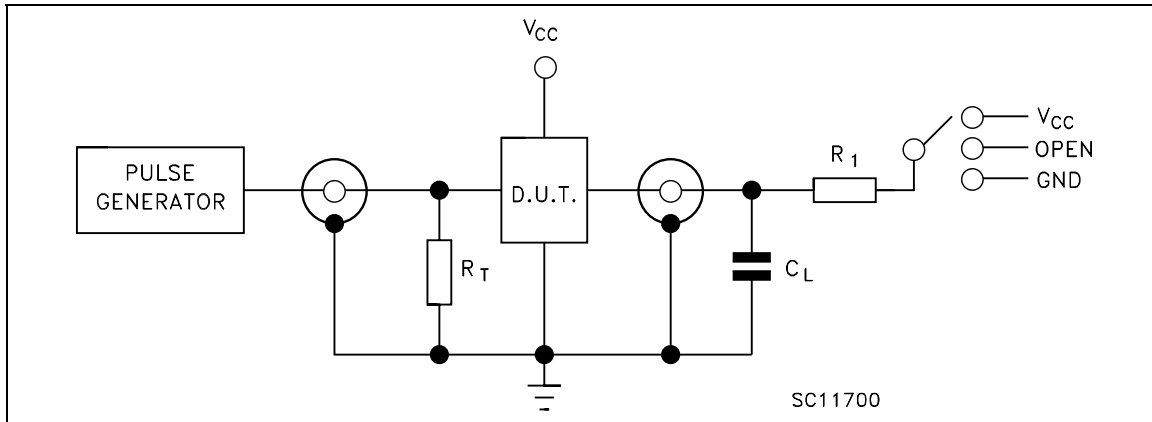 VCC
PULSE
GENERATOR
D.U.T.
RT
R1
CL
VCC
OPEN
GND
SC11700